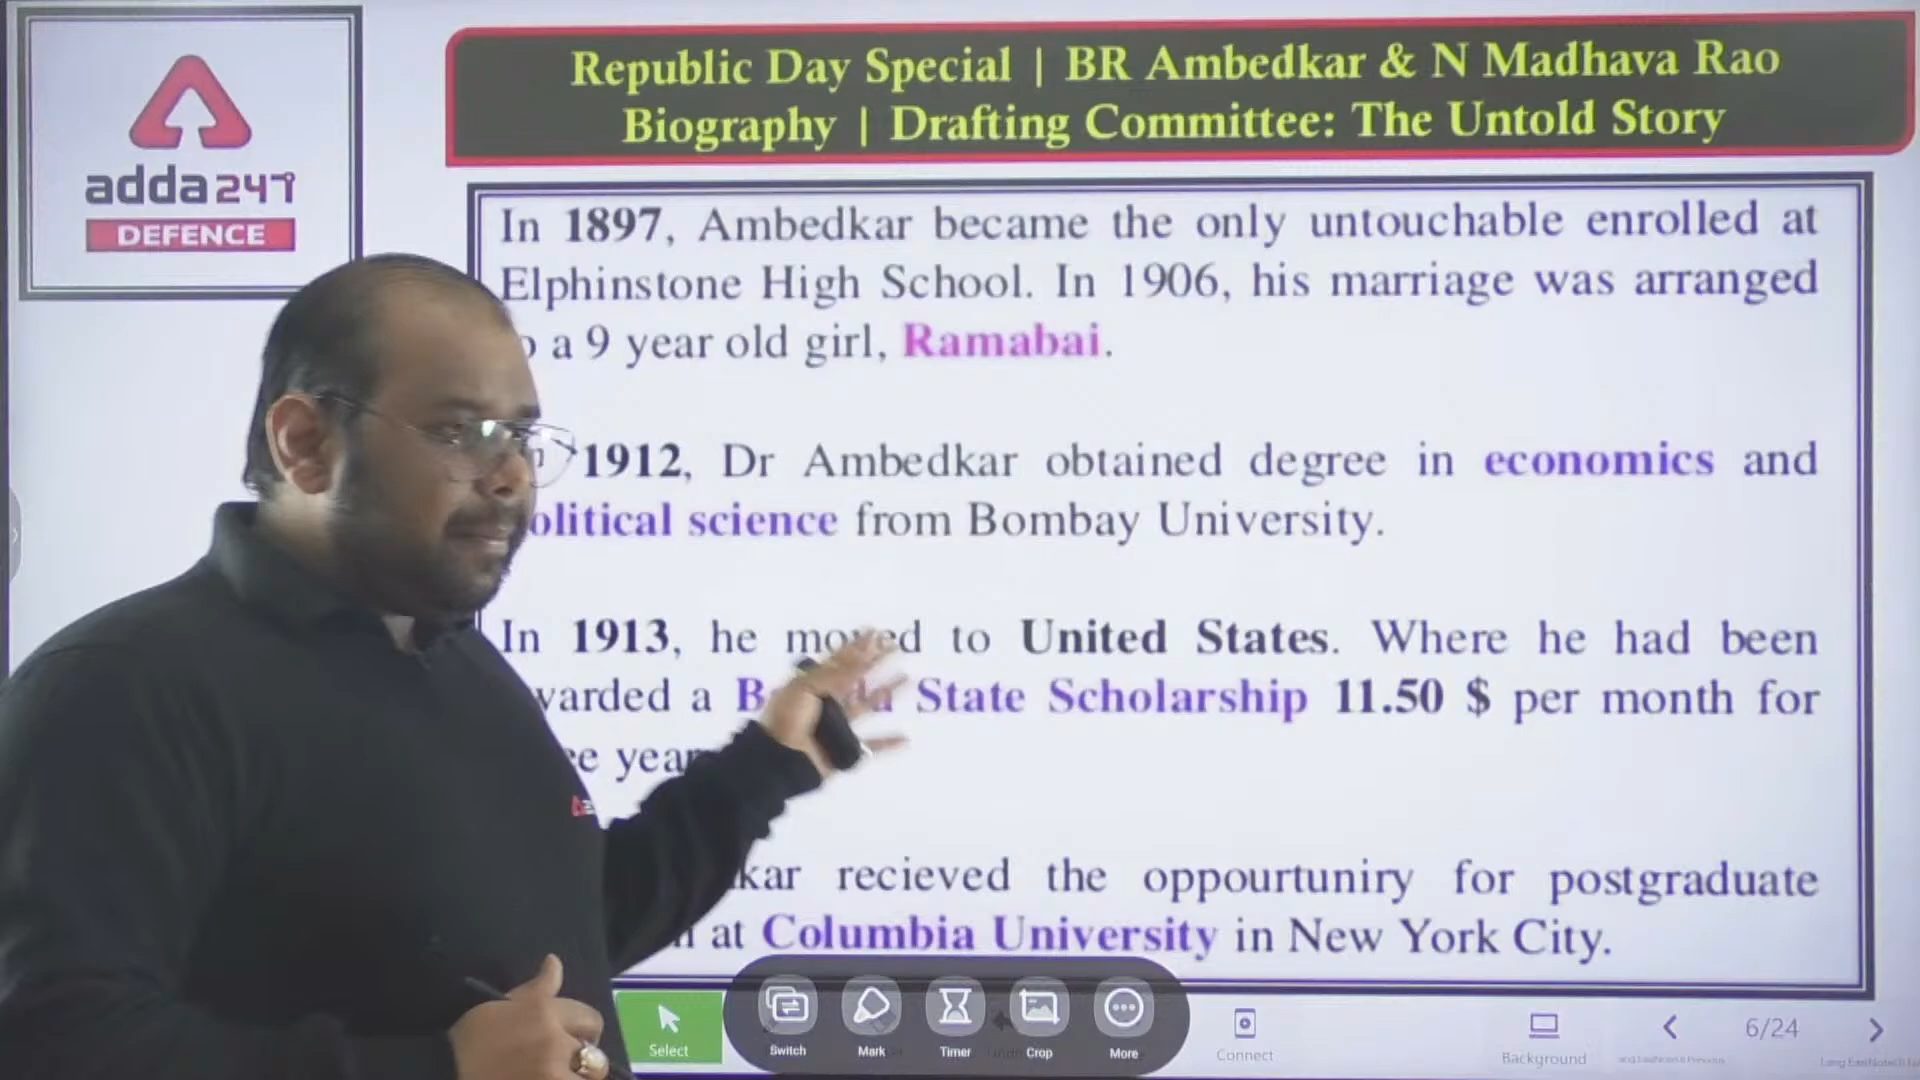 adda247
DEFENCE
Republic Day Special | BR Ambedkar & N Madhava Rao
Biography | Drafting Committee: The Untold Story
In 1897, Ambedkar became the only untouchable enrolled at
Elphinstone High School. In 1906, his marriage was arranged
a 9 year old girl, Ramabai.
1912, Dr Ambedkar obtained degree in economics and
olitical science from Bombay University.
In 1913, he moved to United States. Where he had been
warded a State Scholarship 11.50 $ per month for
year
kar recieved the oppourtuniry for postgraduate
at Columbia University in New York City.
Select
Switch
Mark
Timer
Crop
More
Connect
Background
6/24